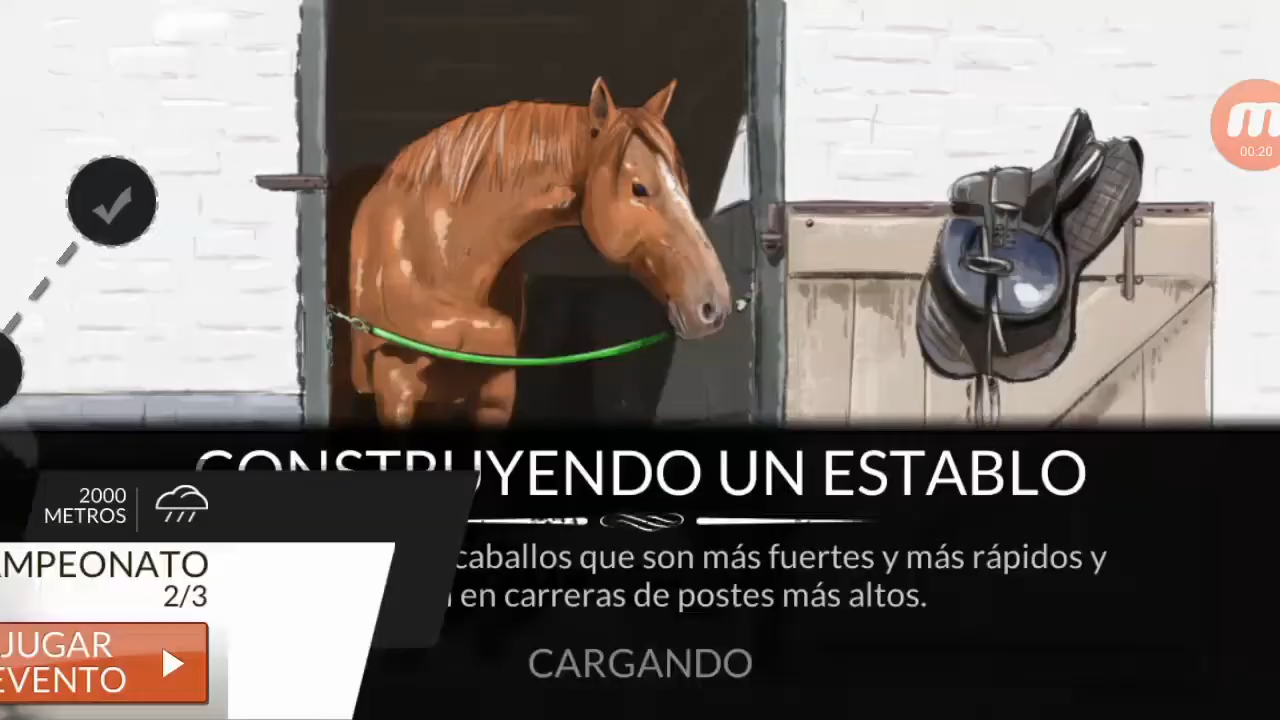 m
00:20
CONSTRUYENDO UN ESTABLO
2000
METROS
caballos que son más fuertes y más rápidos y
en carreras de postes más altos.
MPEONATO
2/3
JUGAR
EVENTO
CARGANDO